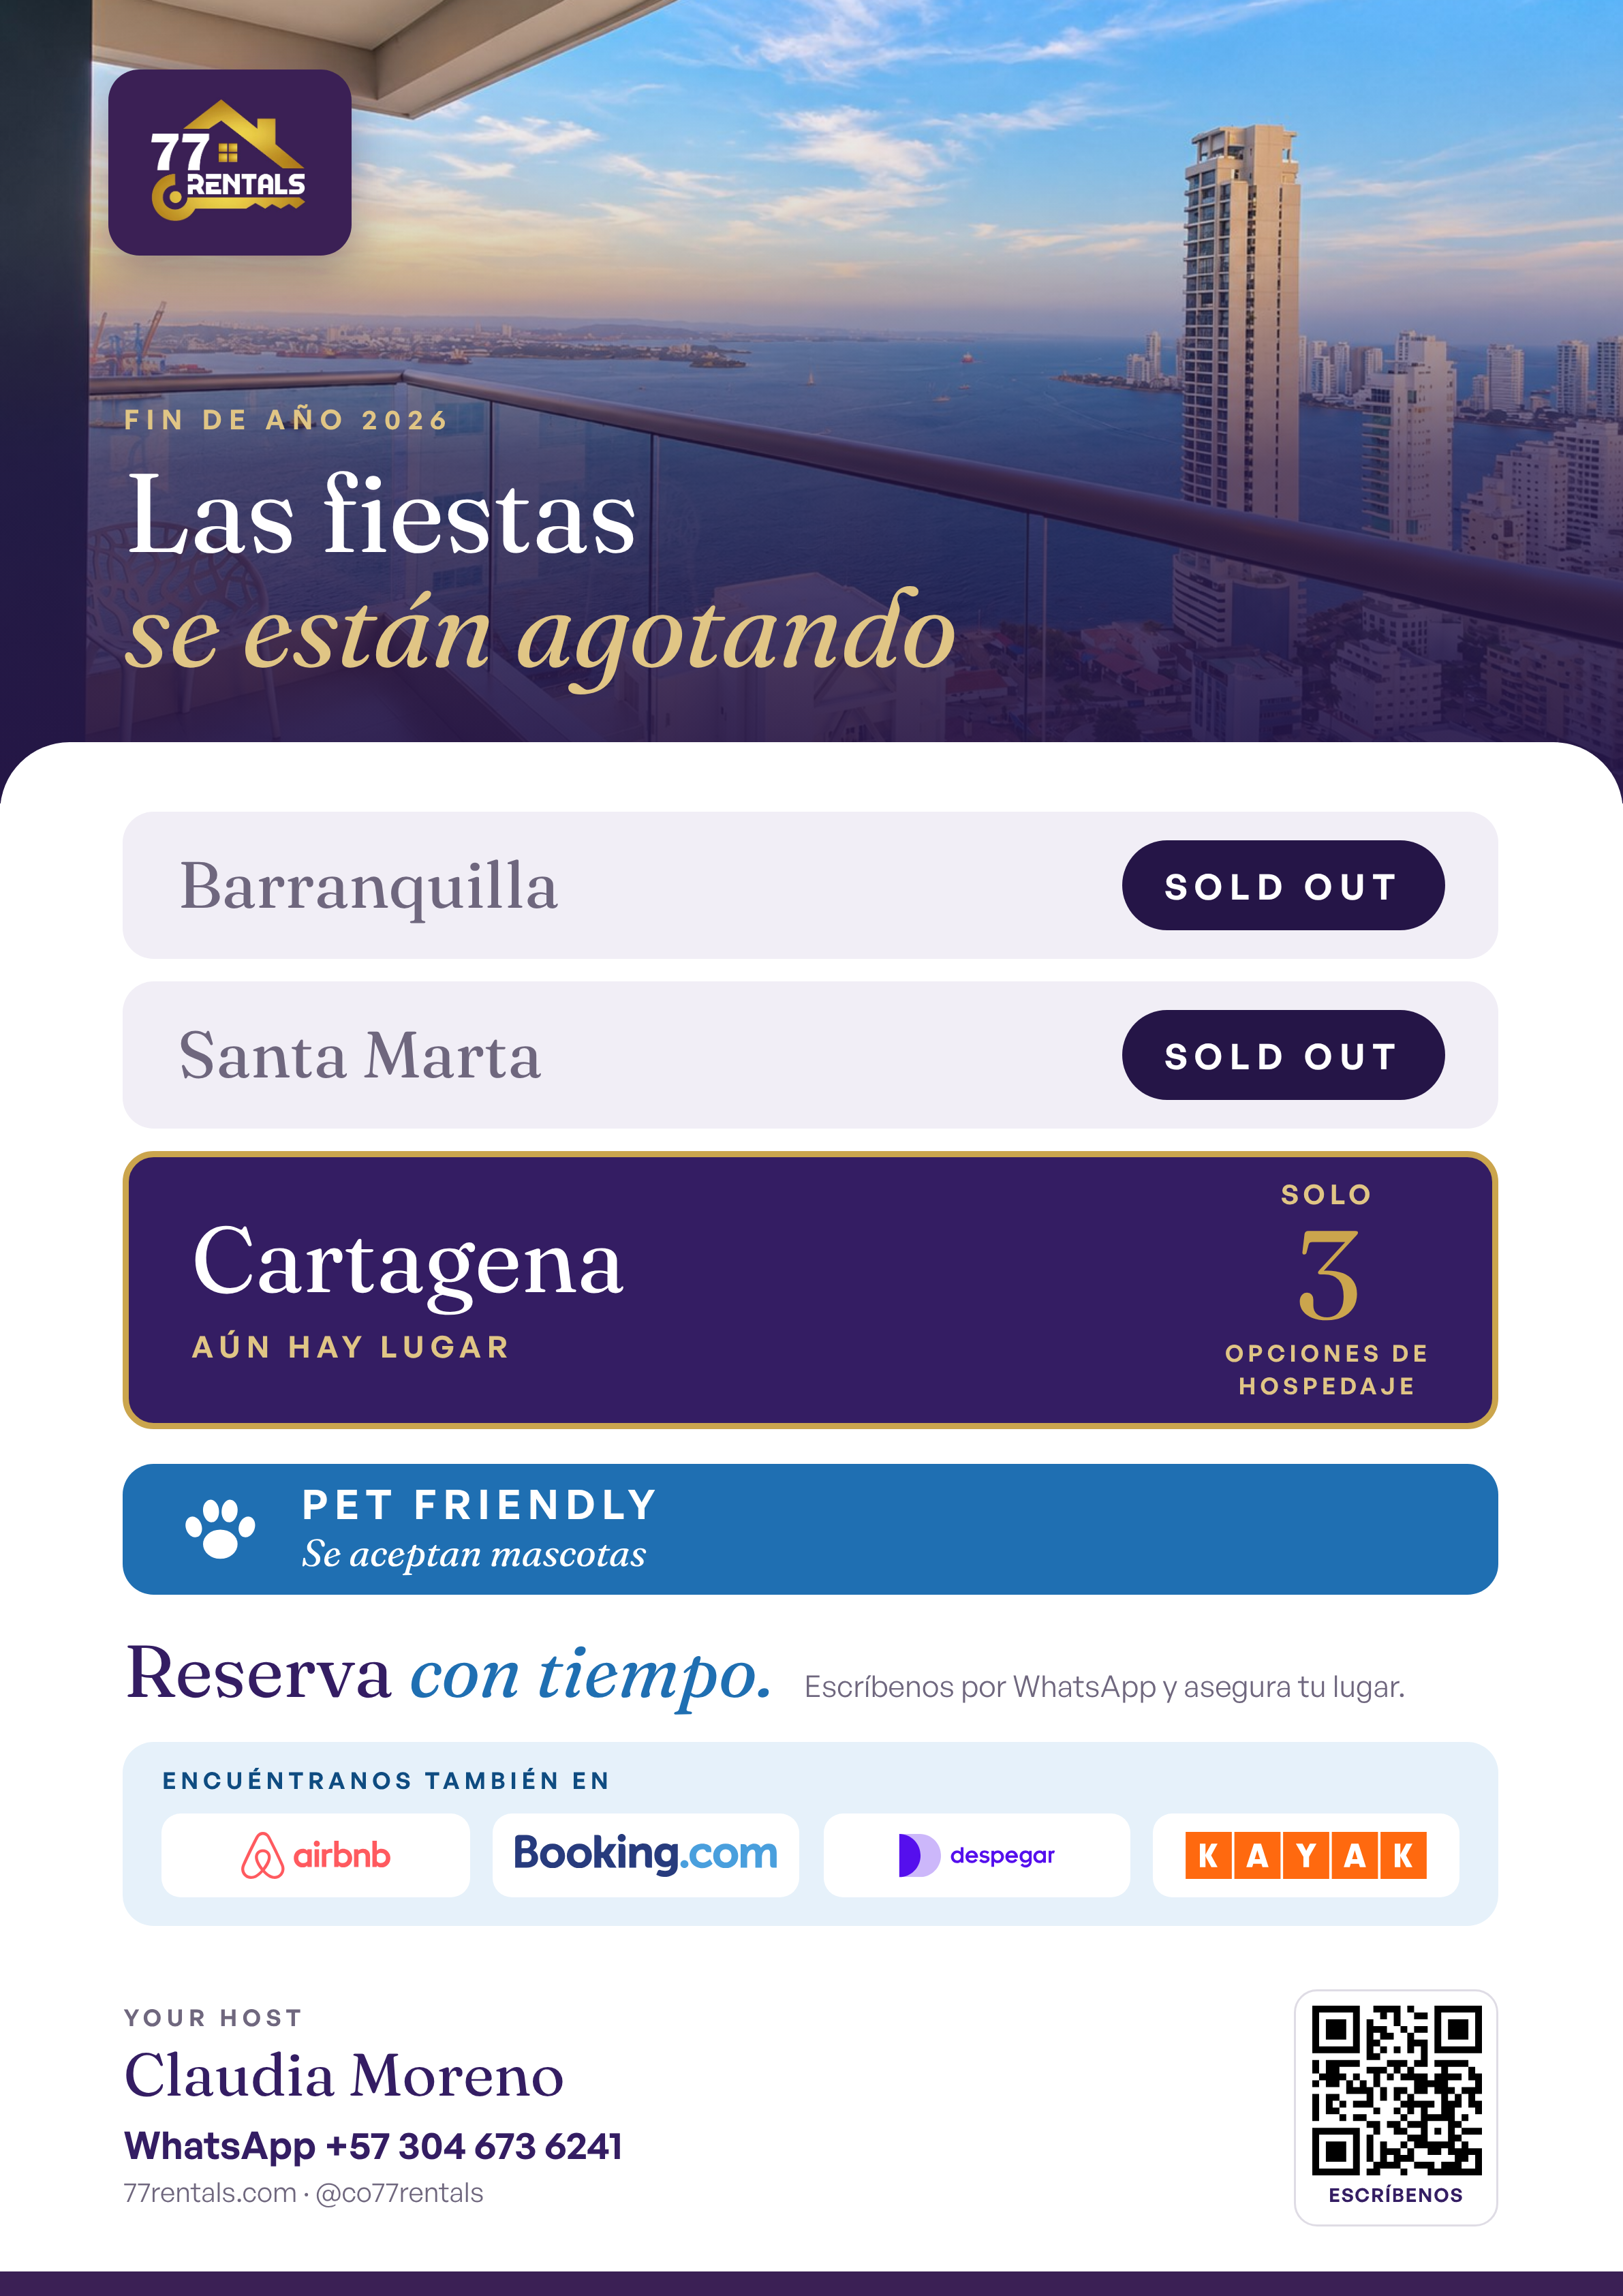 77
RENTALS
FIN DE AÑO 2026
Las fiestas
se están agotando
Barranquilla
SOLD OUT
Santa Marta
SOLD OUT
Cartagena
AÚN HAY LUGAR
SOLO
3
OPCIONES DE
HOSPEDAJE
PET FRIENDLY
Se aceptan mascotas
Reserva con tiempo. Escríbenos por WhatsApp y asegura tu lugar.
ENCUÉNTRANOS TAMBIÉN EN
airbnb
Booking.com
despegar
KAYAK
YOUR HOST
Claudia Moreno
WhatsApp +57 304 673 6241
77rentals.com · @co77rentals
ESCRÍBENOS